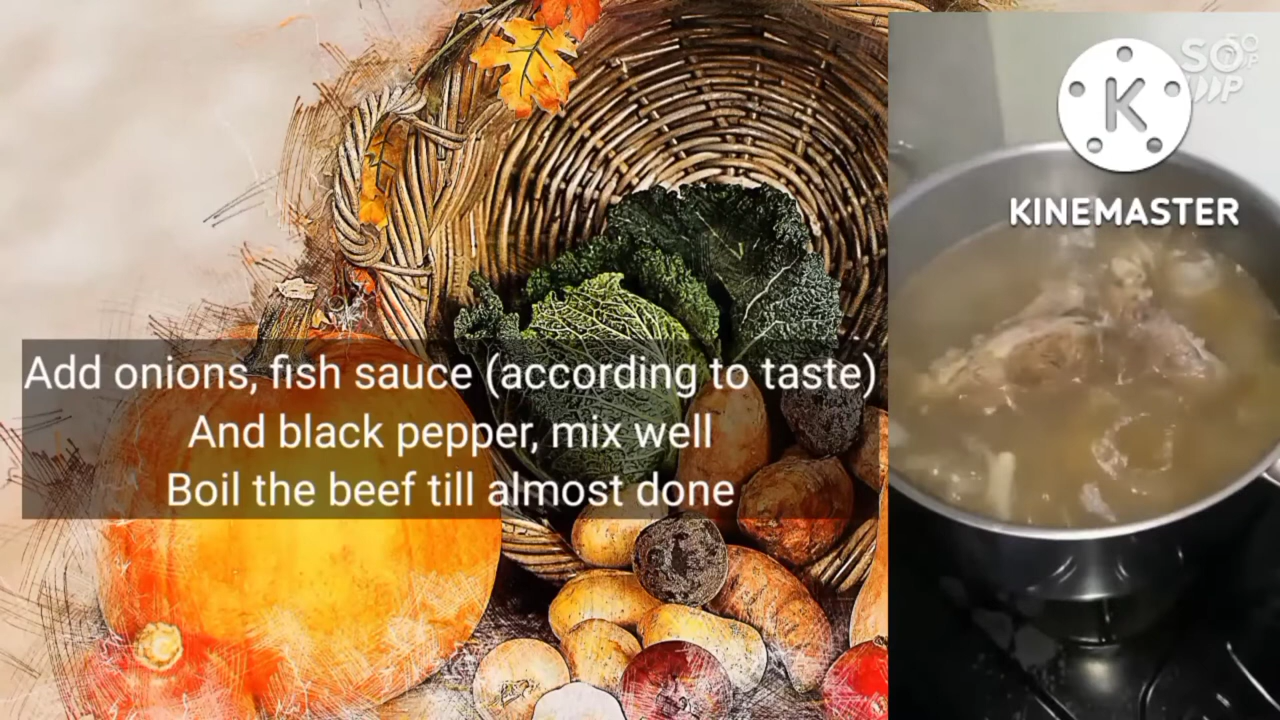 Add onions, fish sauce (according to taste)
And black pepper, mix well
Boil the beef till almost done
K
KINEMASTER
SO